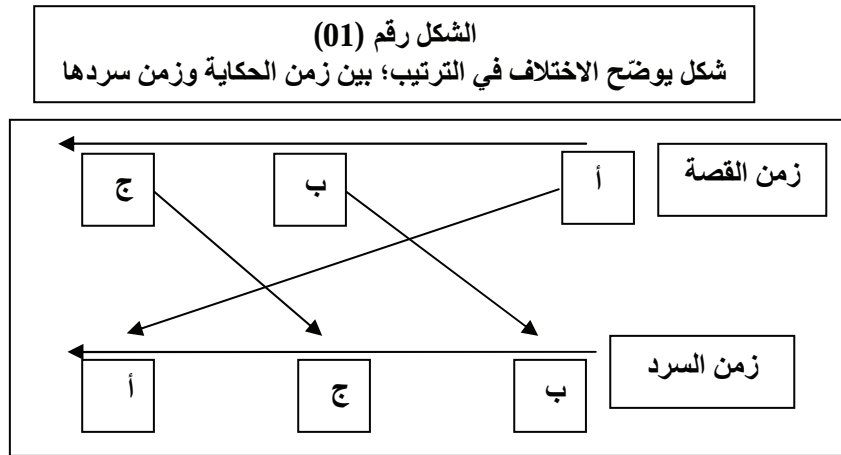 الشكل رقم (01)
شكل يوضّح الاختلاف في الترتيب؛ بين زمن الحكاية وزمن سردها
زمن القصة
أ
ب
ج
زمن السرد
ب
ج
أ